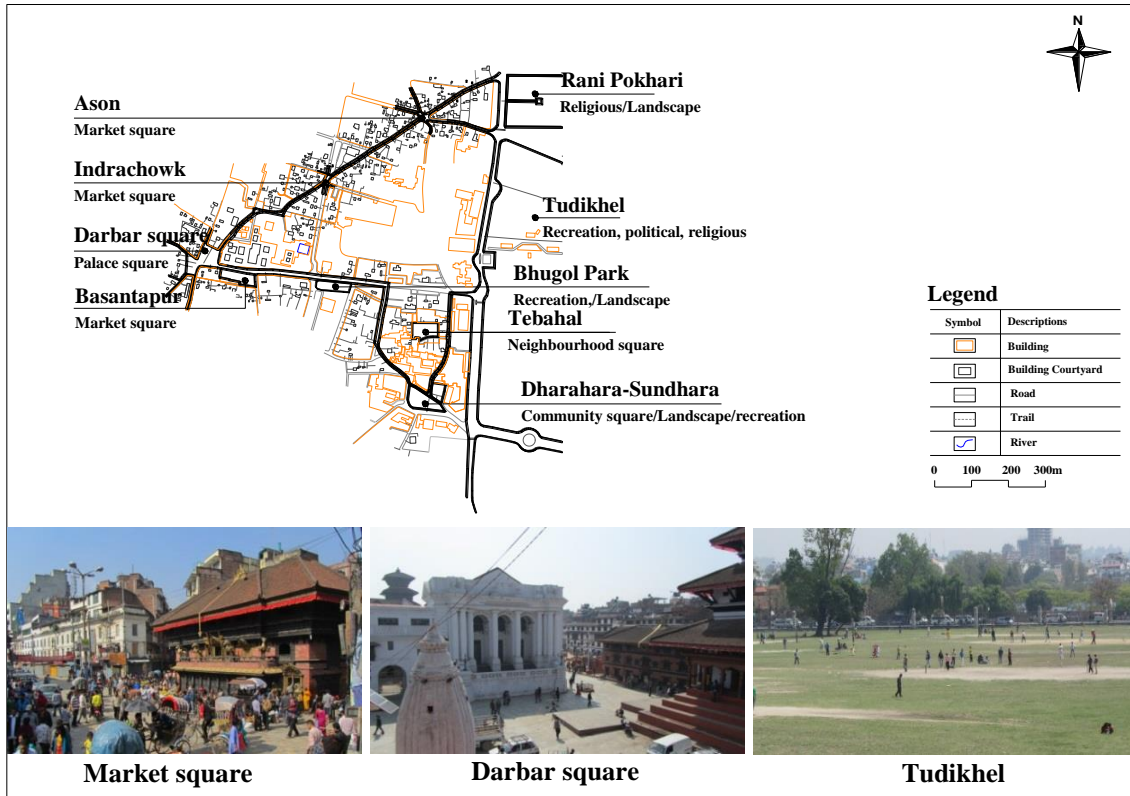 N
Rani Pokhari
Religious/Landscape
Ason
Market square
Indrachowk
Market square
Tudikhel
Recreation, political, religious
Darbar square
Palace square
Bhugol Park
Recreation,/Landscape
Basantapur
Market square
Tebahal
Neighbourhood square
Dharahara-Sundhara
Community square/Landscape/recreation
Legend
Symbol Descriptions
Building
Building Courtyard
Road
Trail
River
0 100 200 300m
Market square
Darbar square
Tudikhel